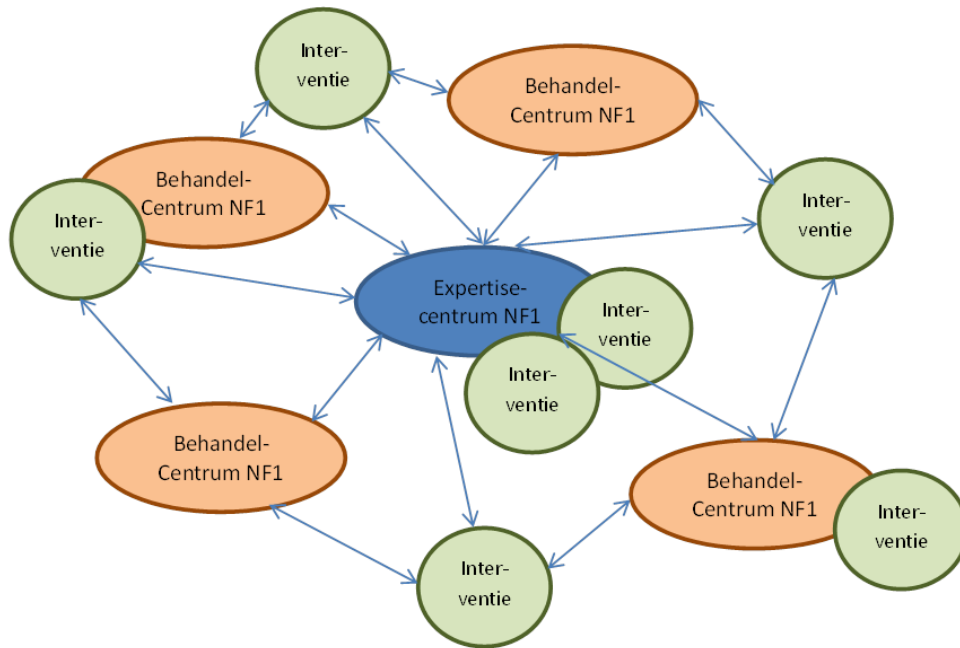 Inter-
ventie
Behandel-
Centrum NF1
Behandel-
Centrum NF1
Inter-
ventie
Inter-
ventie
Expertise-
centrum NF1
Inter-
ventie
Inter-
ventie
Behandel-
Centrum NF1
Behandel-
Centrum NF1
Inter-
ventie
Inter-
ventie